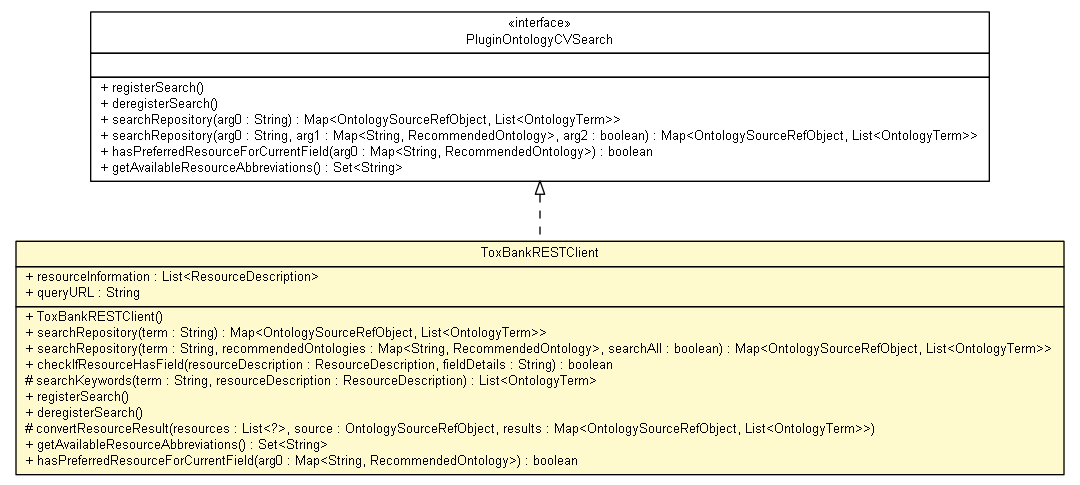 «interface»
PluginOntologyCVSearch
+ registerSearch()
+ deregisterSearch()
+ searchRepository(arg0 : String) : Map<OntologySourceRefObject, List<OntologyTerm>>
+ searchRepository(arg0 : String, arg1 : Map<String, RecommendedOntology>, arg2 : boolean) : Map<OntologySourceRefObject, List<OntologyTerm>>
+ hasPreferredResourceForCurrentField(arg0 : Map<String, RecommendedOntology>) : boolean
+ getAvailableResourceAbbreviations() : Set<String>
ToxBankRESTClient
+ resourceInformation : List<ResourceDescription>
+ queryURL : String
+ ToxBankRESTClient()
+ searchRepository(term : String) : Map<OntologySourceRefObject, List<OntologyTerm>>
+ searchRepository(term : String, recommendedOntologies : Map<String, RecommendedOntology>, searchAll : boolean) : Map<OntologySourceRefObject, List<OntologyTerm>>
+ checkIfResourceHasField(resourceDescription : ResourceDescription, fieldDetails : String) : boolean
# searchKeywords(term : String, resourceDescription : ResourceDescription) : List<OntologyTerm>
+ registerSearch()
+ deregisterSearch()
# convertResourceResult(resources : List<?>, source : OntologySourceRefObject, results : Map<OntologySourceRefObject, List<OntologyTerm>>)
+ getAvailableResourceAbbreviations() : Set<String>
+ hasPreferredResourceForCurrentField(arg0 : Map<String, RecommendedOntology>) : boolean